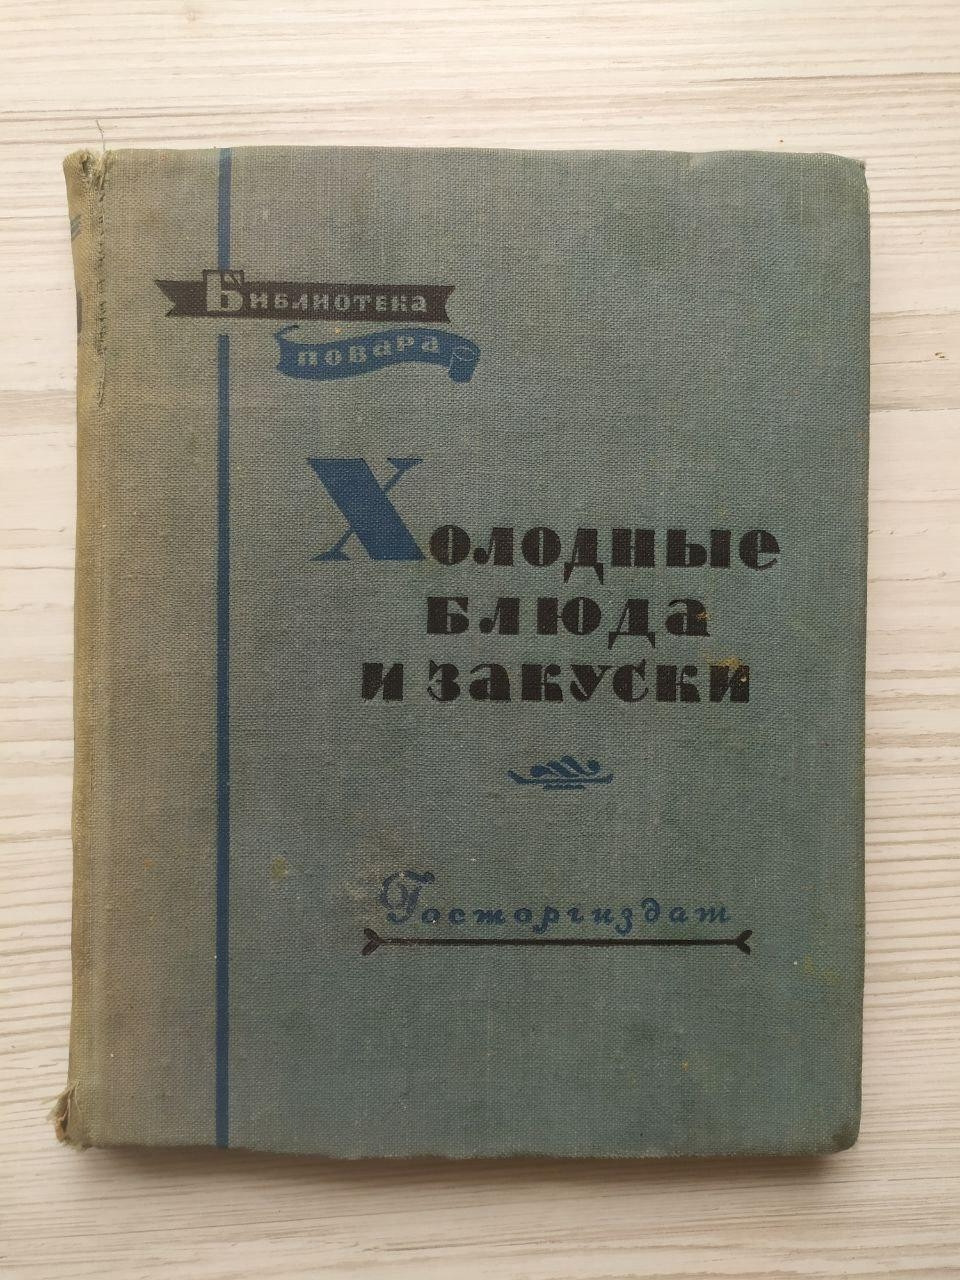 Библиотека
повара
Холодные
блюда
и закуски
Госторгиздат